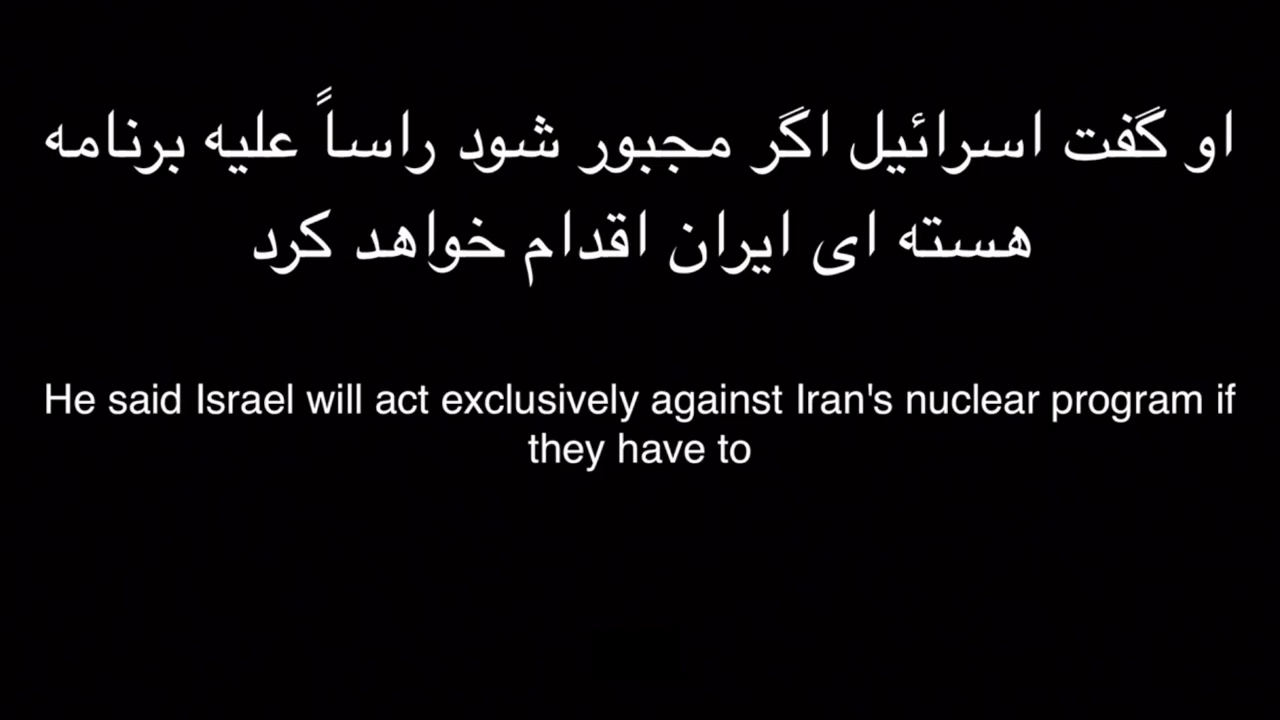 او گفت اسرائیل اگر مجبور شود راساً علیه برنامه
هسته ای ایران اقدام خواهد کرد
He said Israel will act exclusively against Iran's nuclear program if
they have to